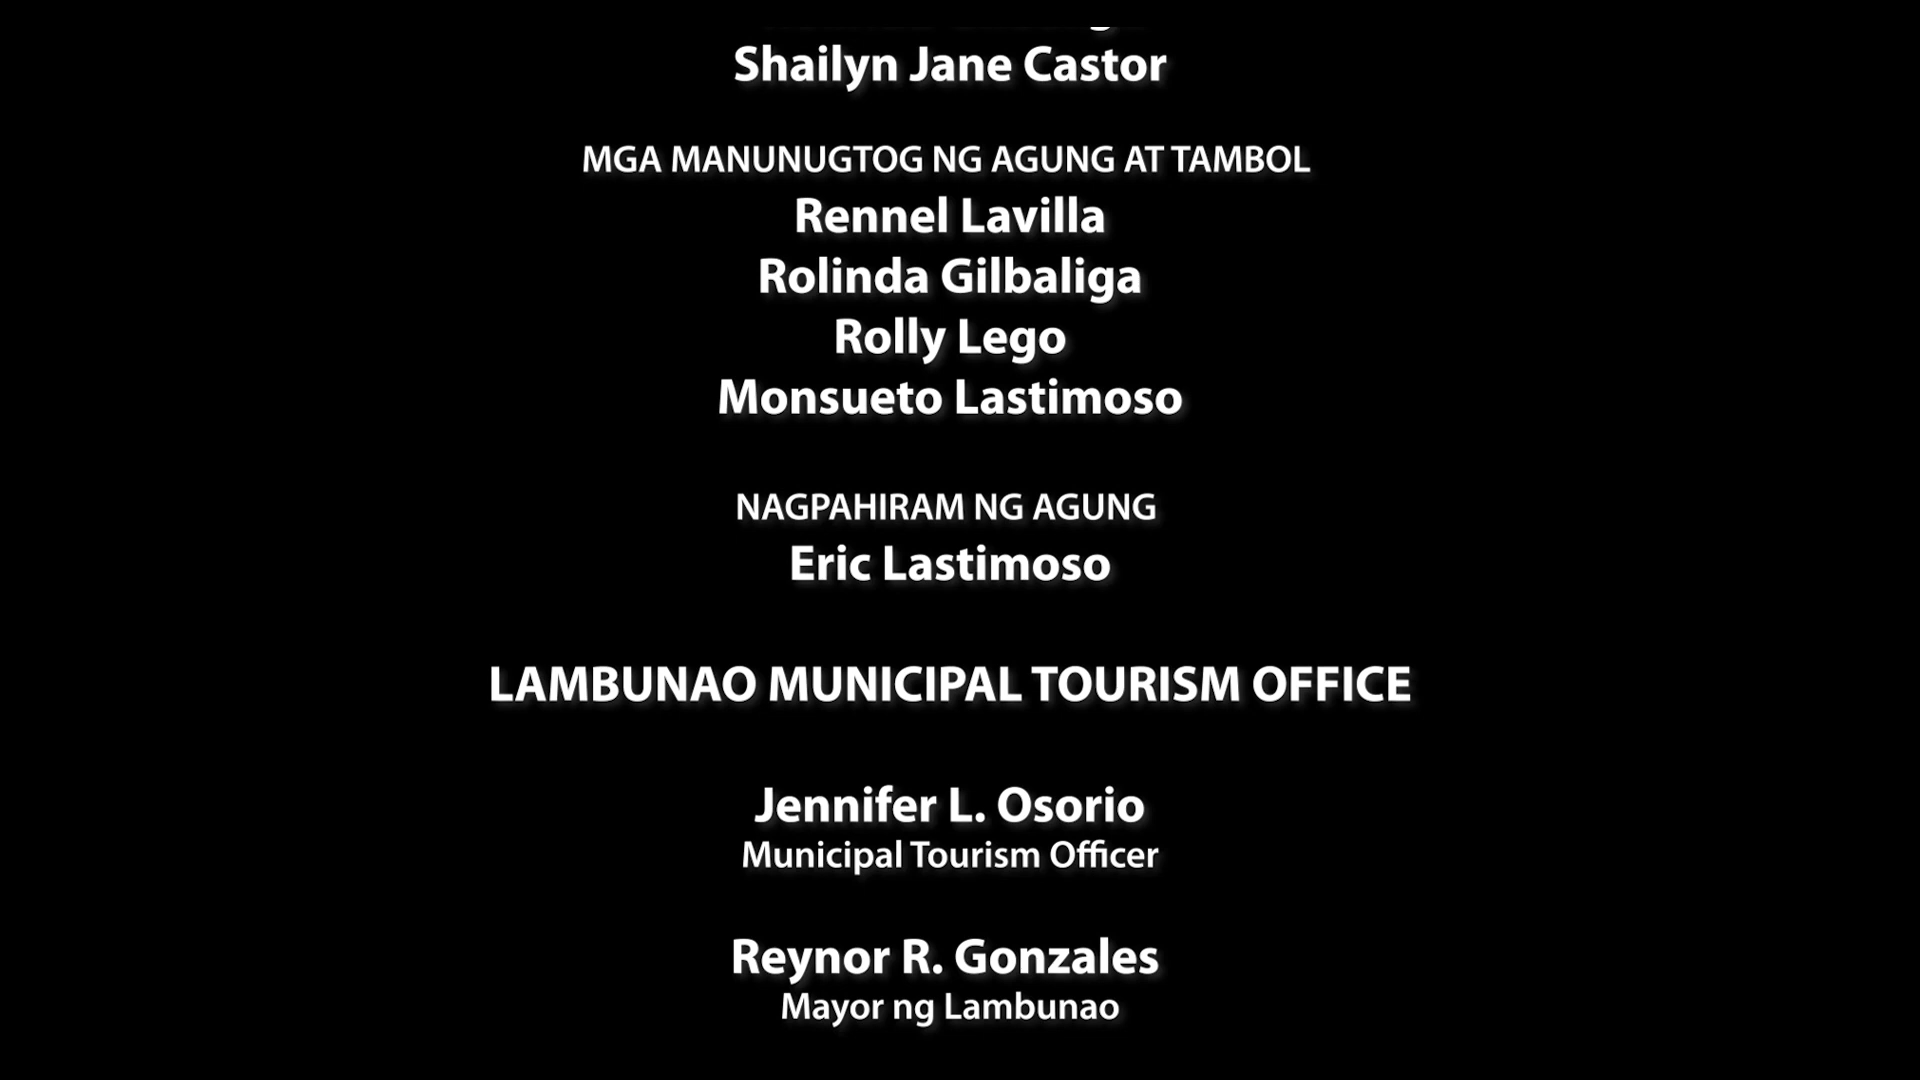 Shailyn Jane Castor
MGA MANUNUGTOG NG AGUNG AT TAMBOL
Rennel Lavilla
Rolinda Gilbaliga
Rolly Lego
Monsueto Lastimoso
NAGPAHIRAM NG AGUNG
Eric Lastimoso
LAMBUNAO MUNICIPAL TOURISM OFFICE
Jennifer L. Osorio
Municipal Tourism Officer
Reynor R. Gonzales
Mayor ng Lambunao